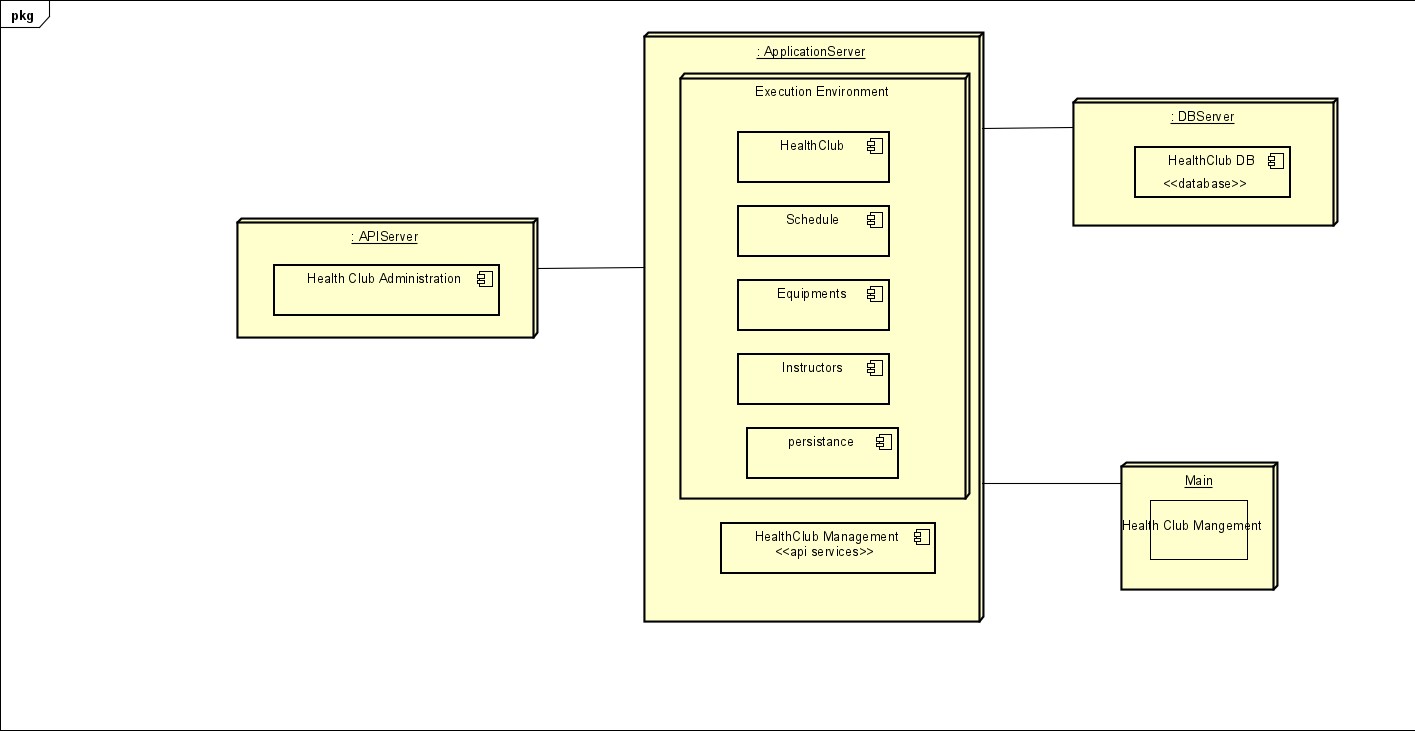 pkg
: ApplicationServer
Execution Environment
HealthClub
Schedule
Equipments
Instructors
persistance
HealthClub Management
<<api services>>
: APIServer
Health Club Administration
: DBServer
HealthClub DB
<<database>>
Main
Health Club Mangement